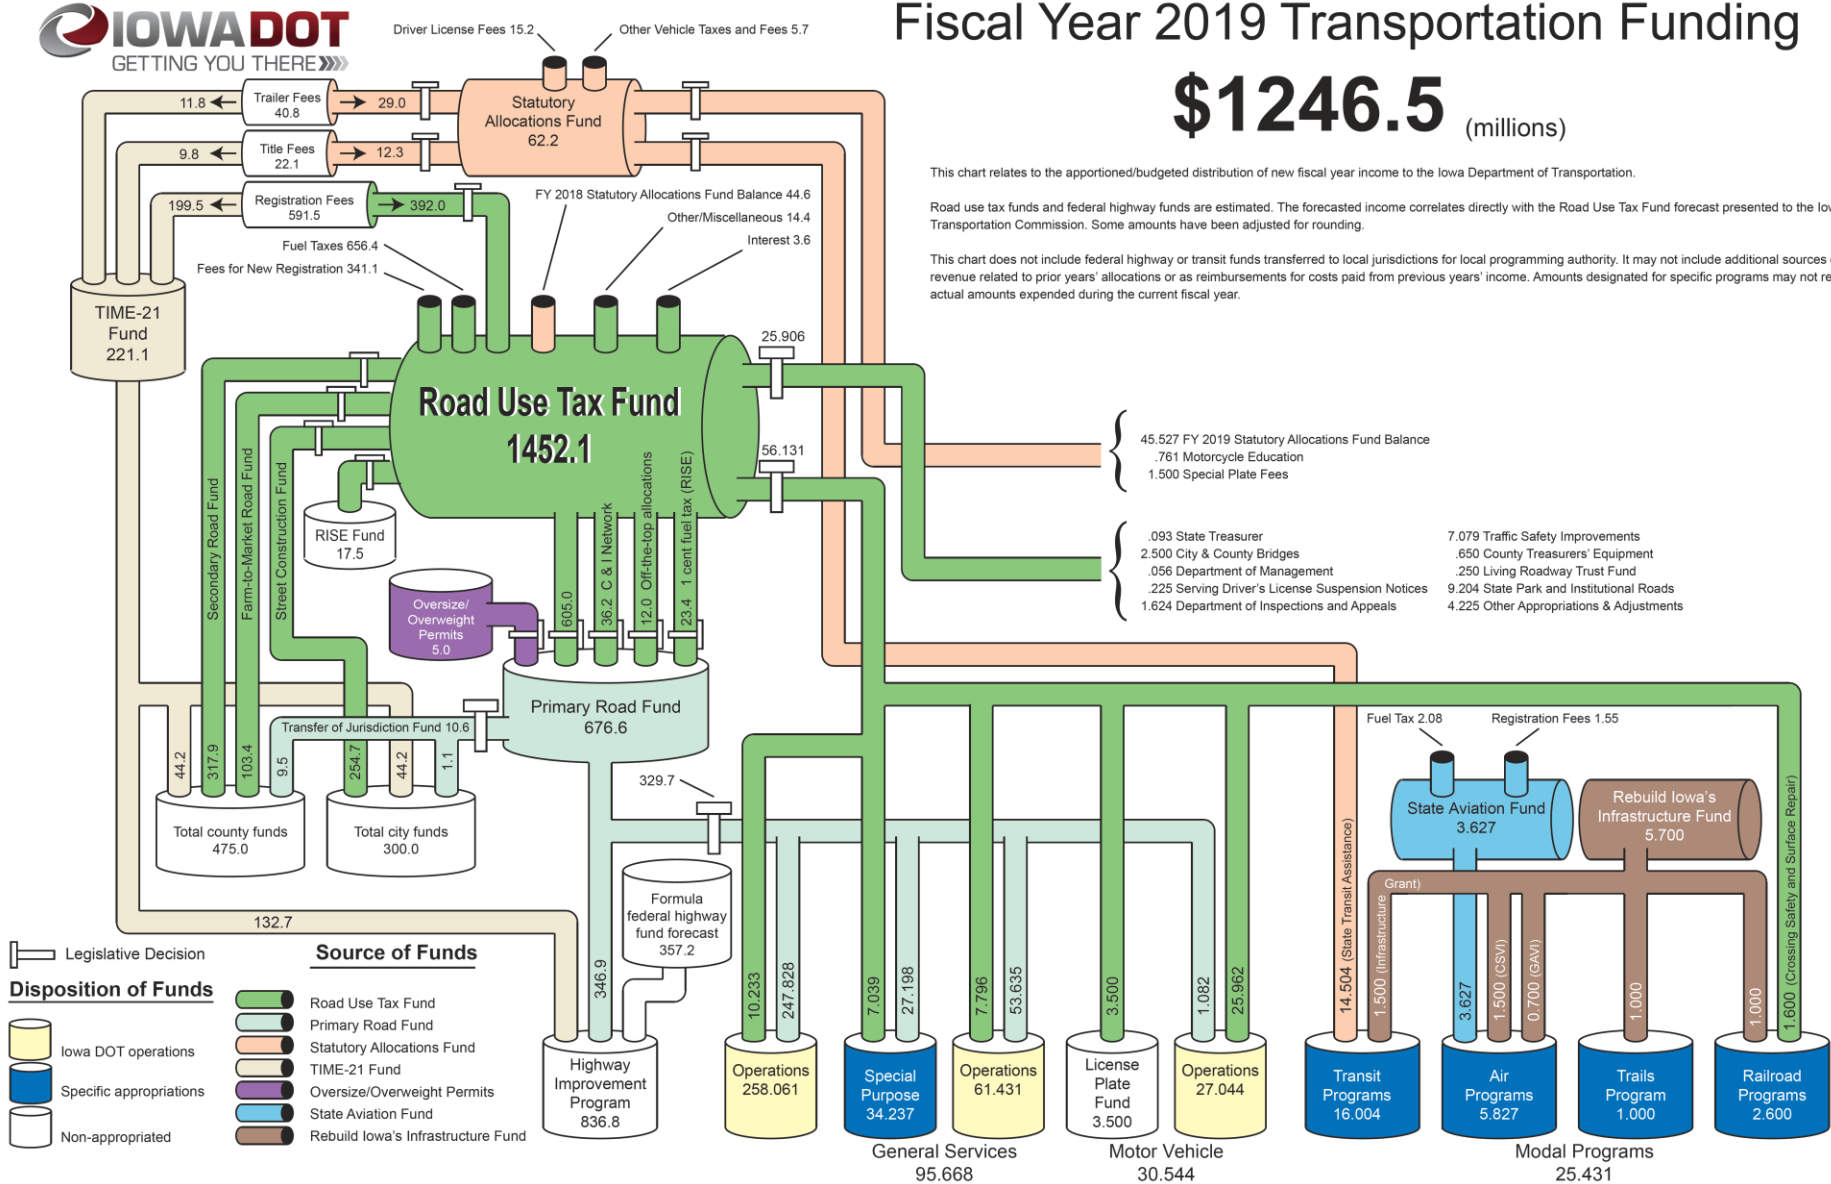 IOWADOT
GETTING YOU THERE
Fiscal Year 2019 Transportation Funding
$1246.5 (millions)
This chart relates to the apportioned/budgeted distribution of new fiscal year income to the Iowa Department of Transportation.
Road use tax funds and federal highway funds are estimated. The forecasted income correlates directly with the Road Use Tax Fund forecast presented to the
Transportation Commission. Some amounts have been adjusted for rounding.
This chart does not include federal highway or transit funds transferred to local jurisdictions for local programming authority. It may not include additional sources
revenue related to prior years' allocations or as reimbursements for costs paid from previous years' income. Amounts designated for specific programs may not
actual amounts expended during the current fiscal year.
Driver License Fees 15.2
Other Vehicle Taxes and Fees 5.7
11.8
Trailer Fees
40.8
29.0
Statutory
Allocations Fund
62.2
9.8
Title Fees
22.1
12.3
199.5
Registration Fees
591.5
392.0
FY 2018 Statutory Allocations Fund Balance 44.6
Other/Miscellaneous 14.4
Interest 3.6
Fuel Taxes 656.4
Fees for New Registration 341.1
TIME-21
Fund
221.1
Road Use Tax Fund
1452.1
25.906
56.131
45.527 FY 2019 Statutory Allocations Fund Balance
.761 Motorcycle Education
1.500 Special Plate Fees
.093 State Treasurer
2.500 City & County Bridges
.056 Department of Management
.225 Serving Driver's License Suspension Notices
1.624 Department of Inspections and Appeals
7.079 Traffic Safety Improvements
.650 County Treasurers' Equipment
.250 Living Roadway Trust Fund
9.204 State Park and Institutional Roads
4.225 Other Appropriations & Adjustments
Secondary Road Fund
Farm-to-Market Road Fund
Street Construction Fund
RISE Fund
17.5
Oversize/
Overweight
Permits
5.0
605.0
36.2 C & I Network
12.0 Off-the-top allocations
23.4 1 cent fuel tax (RISE)
Primary Road Fund
676.6
Transfer of Jurisdiction Fund 10.6
44.2
317.9
103.4
9.5
254.7
44.2
1.1
Total county funds
475.0
Total city funds
300.0
329.7
Formula
federal highway
fund forecast
357.2
132.7
346.9
Highway
Improvement
Program
836.8
10.233
247.828
7.039
27.198
7.796
53.635
3.500
1.082
25.962
Operations
258.061
Special
Purpose
34.237
Operations
61.431
License
Plate
Fund
3.500
Operations
27.044
General Services
95.668
Motor Vehicle
30.544
Fuel Tax 2.08
Registration Fees 1.55
State Aviation Fund
3.627
Rebuild Iowa's
Infrastructure Fund
5.700
14.504 (State Transit Assistance)
1.500 (Infrastructure
Grant)
3.627
1.500 (CSVI)
0.700 (GAVI)
1.000
1.000
1.600 (Crossing Safety and Surface Repair)
Transit
Programs
16.004
Air
Programs
5.827
Trails
Program
1.000
Railroad
Programs
2.600
Modal Programs
25.431
Legislative Decision
Disposition of Funds
Iowa DOT operations
Specific appropriations
Non-appropriated
Source of Funds
Road Use Tax Fund
Primary Road Fund
Statutory Allocations Fund
TIME-21 Fund
Oversize/Overweight Permits
State Aviation Fund
Rebuild Iowa's Infrastructure Fund